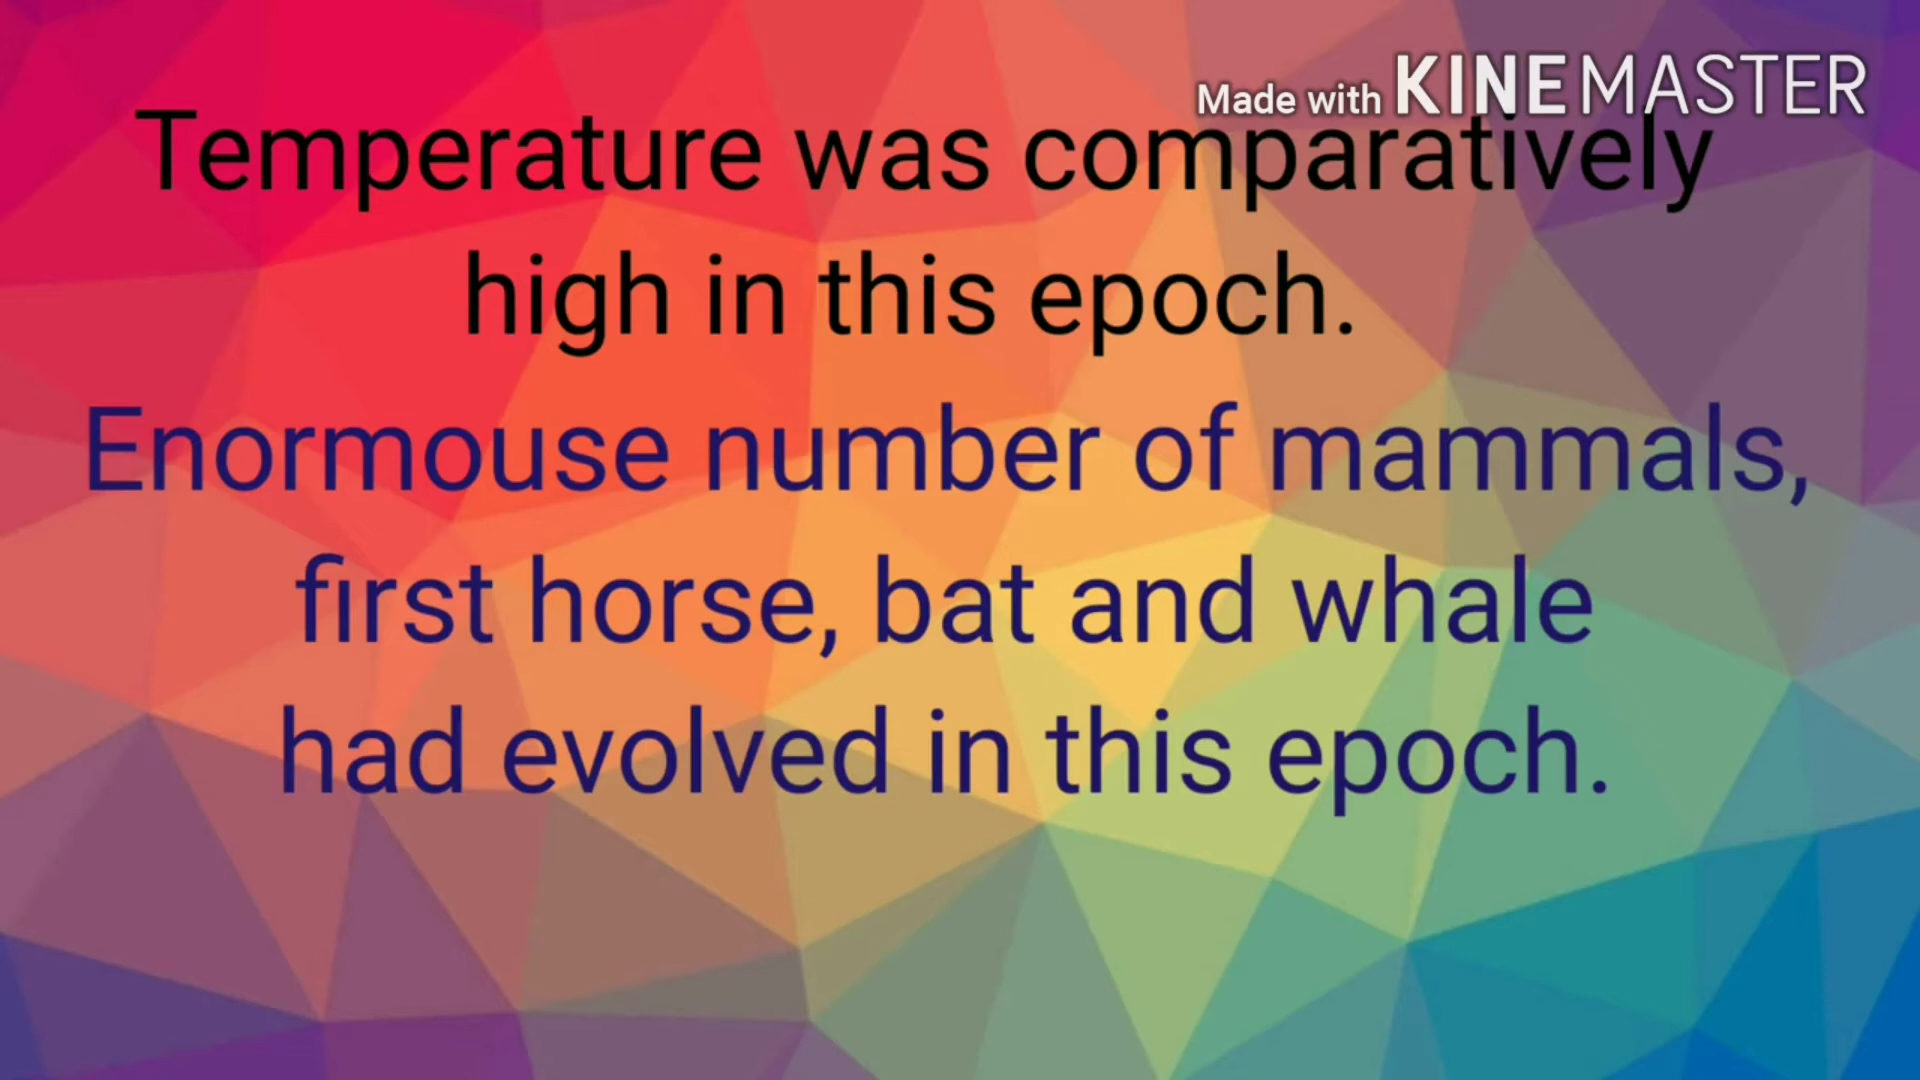 Made with KINEMASTER
Temperature was comparatively
high in this epoch.
Enormouse number of mammals,
first horse, bat and whale
had evolved in this epoch.